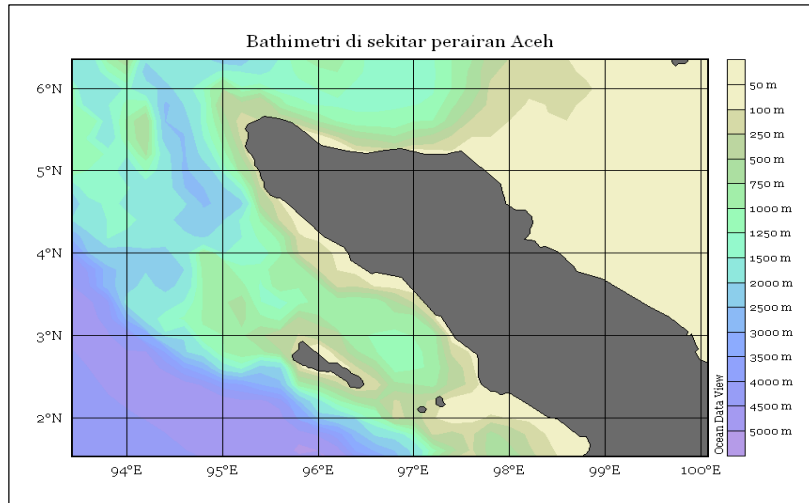 Bathimetri di sekitar perairan Aceh
6°N
5°N
4°N
3°N
2°N
94°E
95°E
96°E
97°E
98°E
99°E
100°E
50 m
100 m
250 m
500 m
750 m
1000 m
1250 m
1500 m
2000 m
2500 m
3000 m
3500 m
4000 m
4500 m
5000 m
Ocean Data View